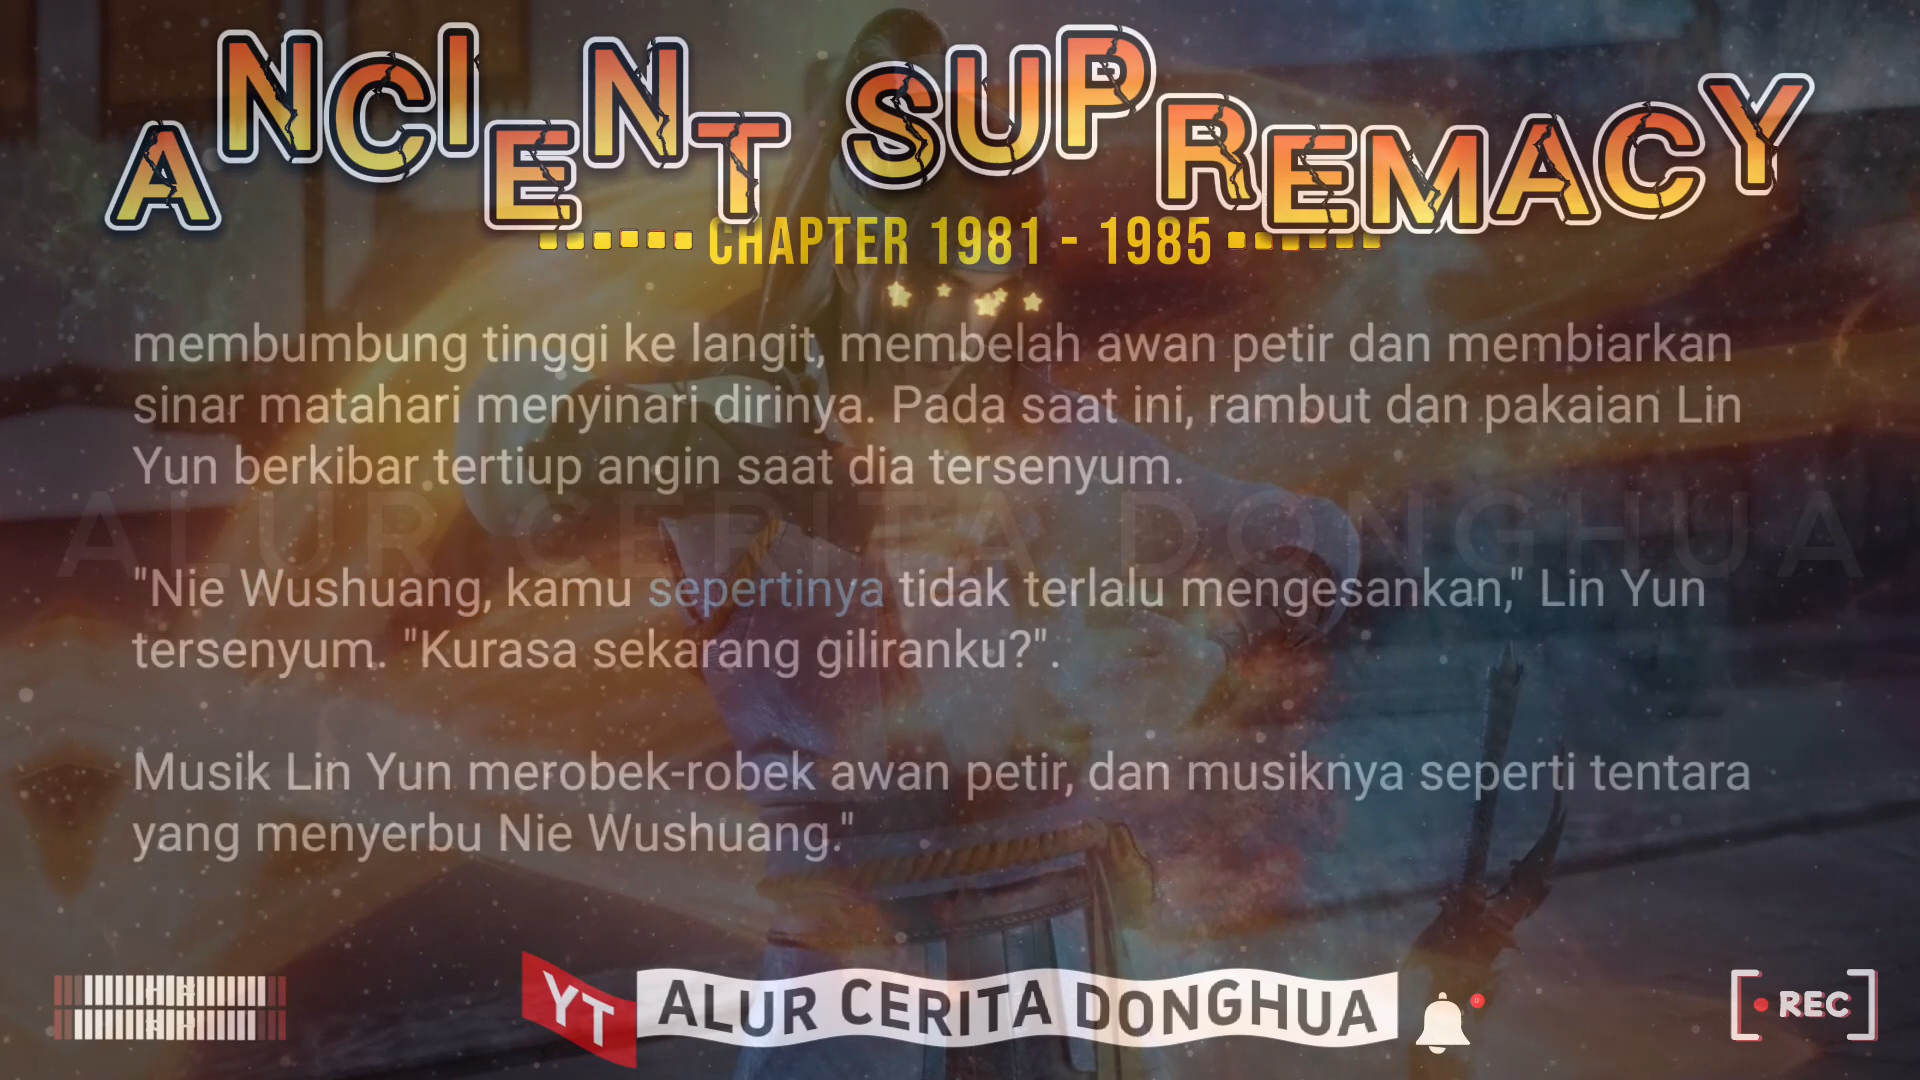 ANCIENT SUPREMACY
CHAPTER 1981 - 1985
membumbung tinggi ke langit, membelah awan petir dan membiarkan
sinar matahari menyinari dirinya. Pada saat ini, rambut dan pakaian Lin
Yun berkibar tertiup angin saat dia tersenyum.
ALUR CERITA DONGHUA
"Nie Wushuang, kamu sepertinya tidak terlalu mengesankan," Lin Yun
tersenyum. "Kurasa sekarang giliranku?".
Musik Lin Yun merobek-robek awan petir, dan musiknya seperti tentara
yang menyerbu Nie Wushuang."
YT ALUR CERITA DONGHUA
REC